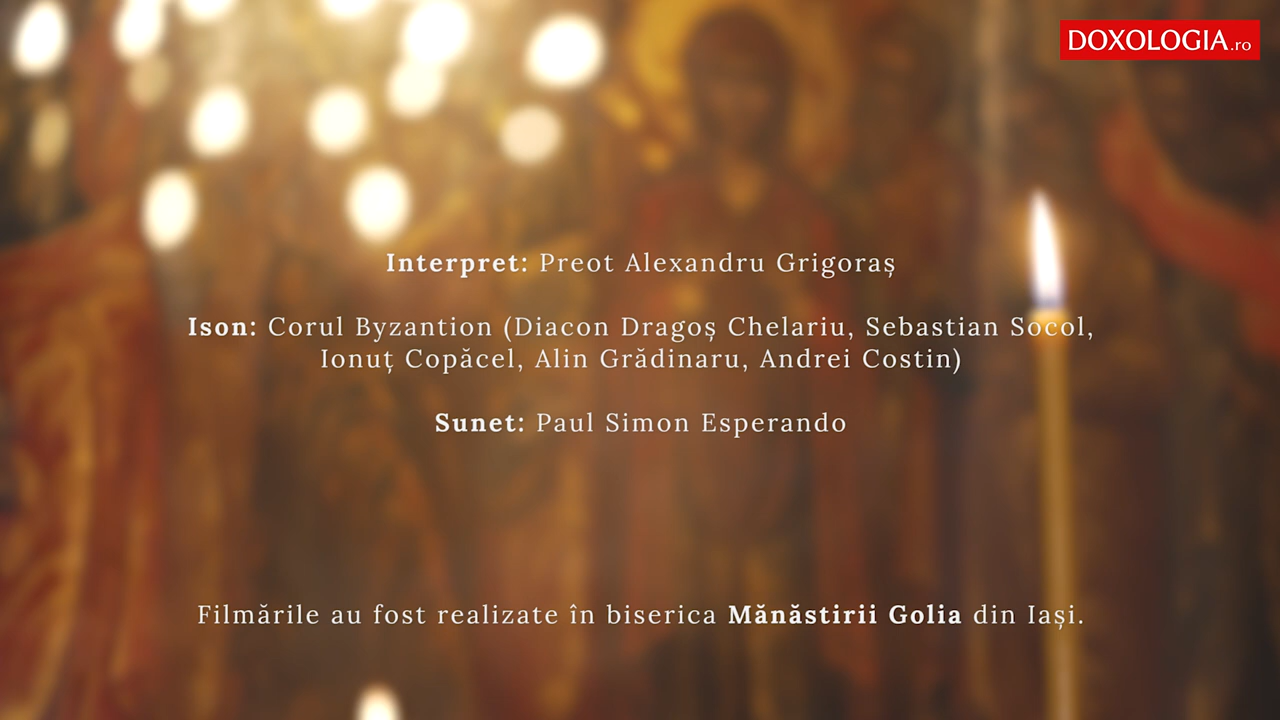 DOXOLOGIA.ro
Interpret: Preot Alexandru Grigoraș
Ison: Corul Byzantion (Diacon Dragoș Chelariu, Sebastian Socol,
Ionuț Copăcel, Alin Grădinaru, Andrei Costin)
Sunet: Paul Simon Esperando
Filmările au fost realizate în biserica Mănăstirii Golia din Iași.